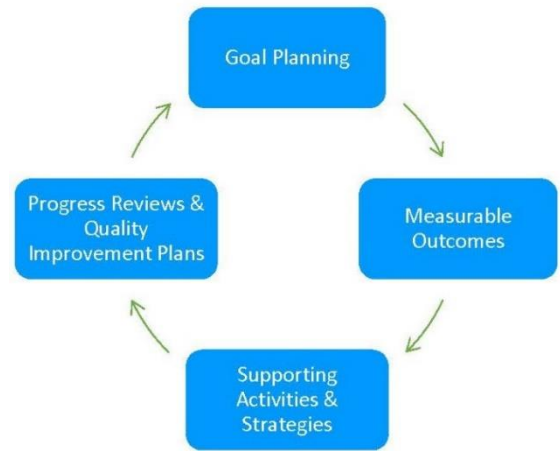 Goal Planning
Measurable
Outcomes
Supporting
Activities &
Strategies
Progress Reviews &
Quality
Improvement Plans